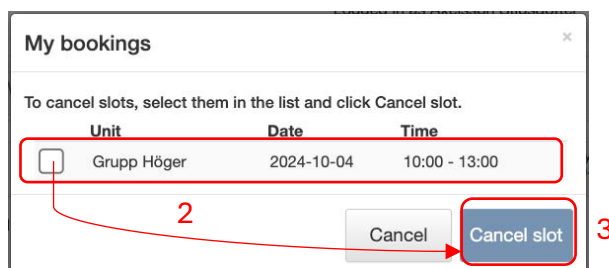 My bookings ×
To cancel slots, select them in the list and click Cancel slot.
Unit Date Time
Grupp Höger 2024-10-04 10:00 - 13:00
2
Cancel Cancel slot 3